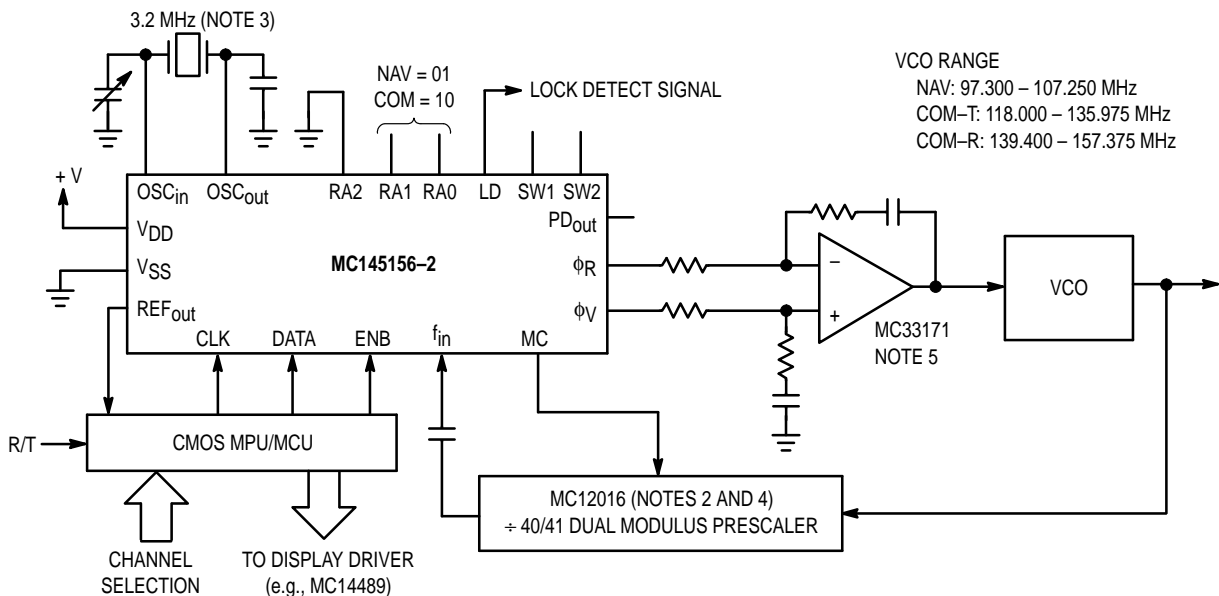 3.2 MHz (NOTE 3)
NAV = 01
COM = 10
LOCK DETECT SIGNAL
VCO RANGE
NAV: 97.300 – 107.250 MHz
COM–T: 118.000 – 135.975 MHz
COM–R: 139.400 – 157.375 MHz
+ V
OSCin
OSCout
RA2
RA1
RA0
LD
SW1
SW2
VDD
PDout
MC145156–2
VSS
ϕR
–
VCO
REFout
ϕV
+
MC33171
NOTE 5
CLK
DATA
ENB
fin
MC
R/T
CMOS MPU/MCU
MC12016 (NOTES 2 AND 4)
÷ 40/41 DUAL MODULUS PRESCALER
CHANNEL
SELECTION
TO DISPLAY DRIVER
(e.g., MC14489)